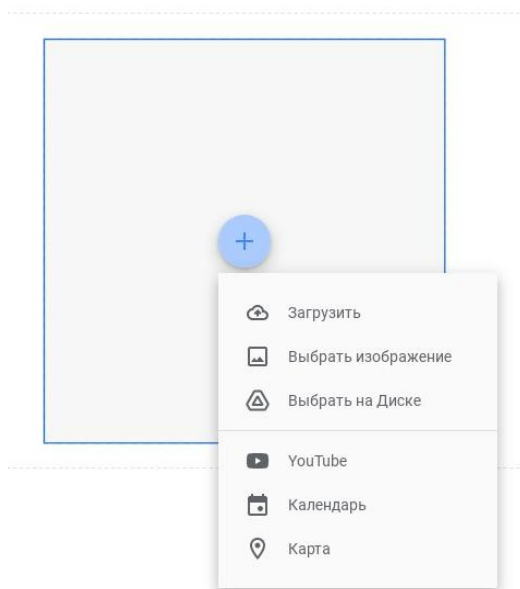 Загрузить
Выбрать изображение
Выбрать на Диске
YouTube
Календарь
Карта